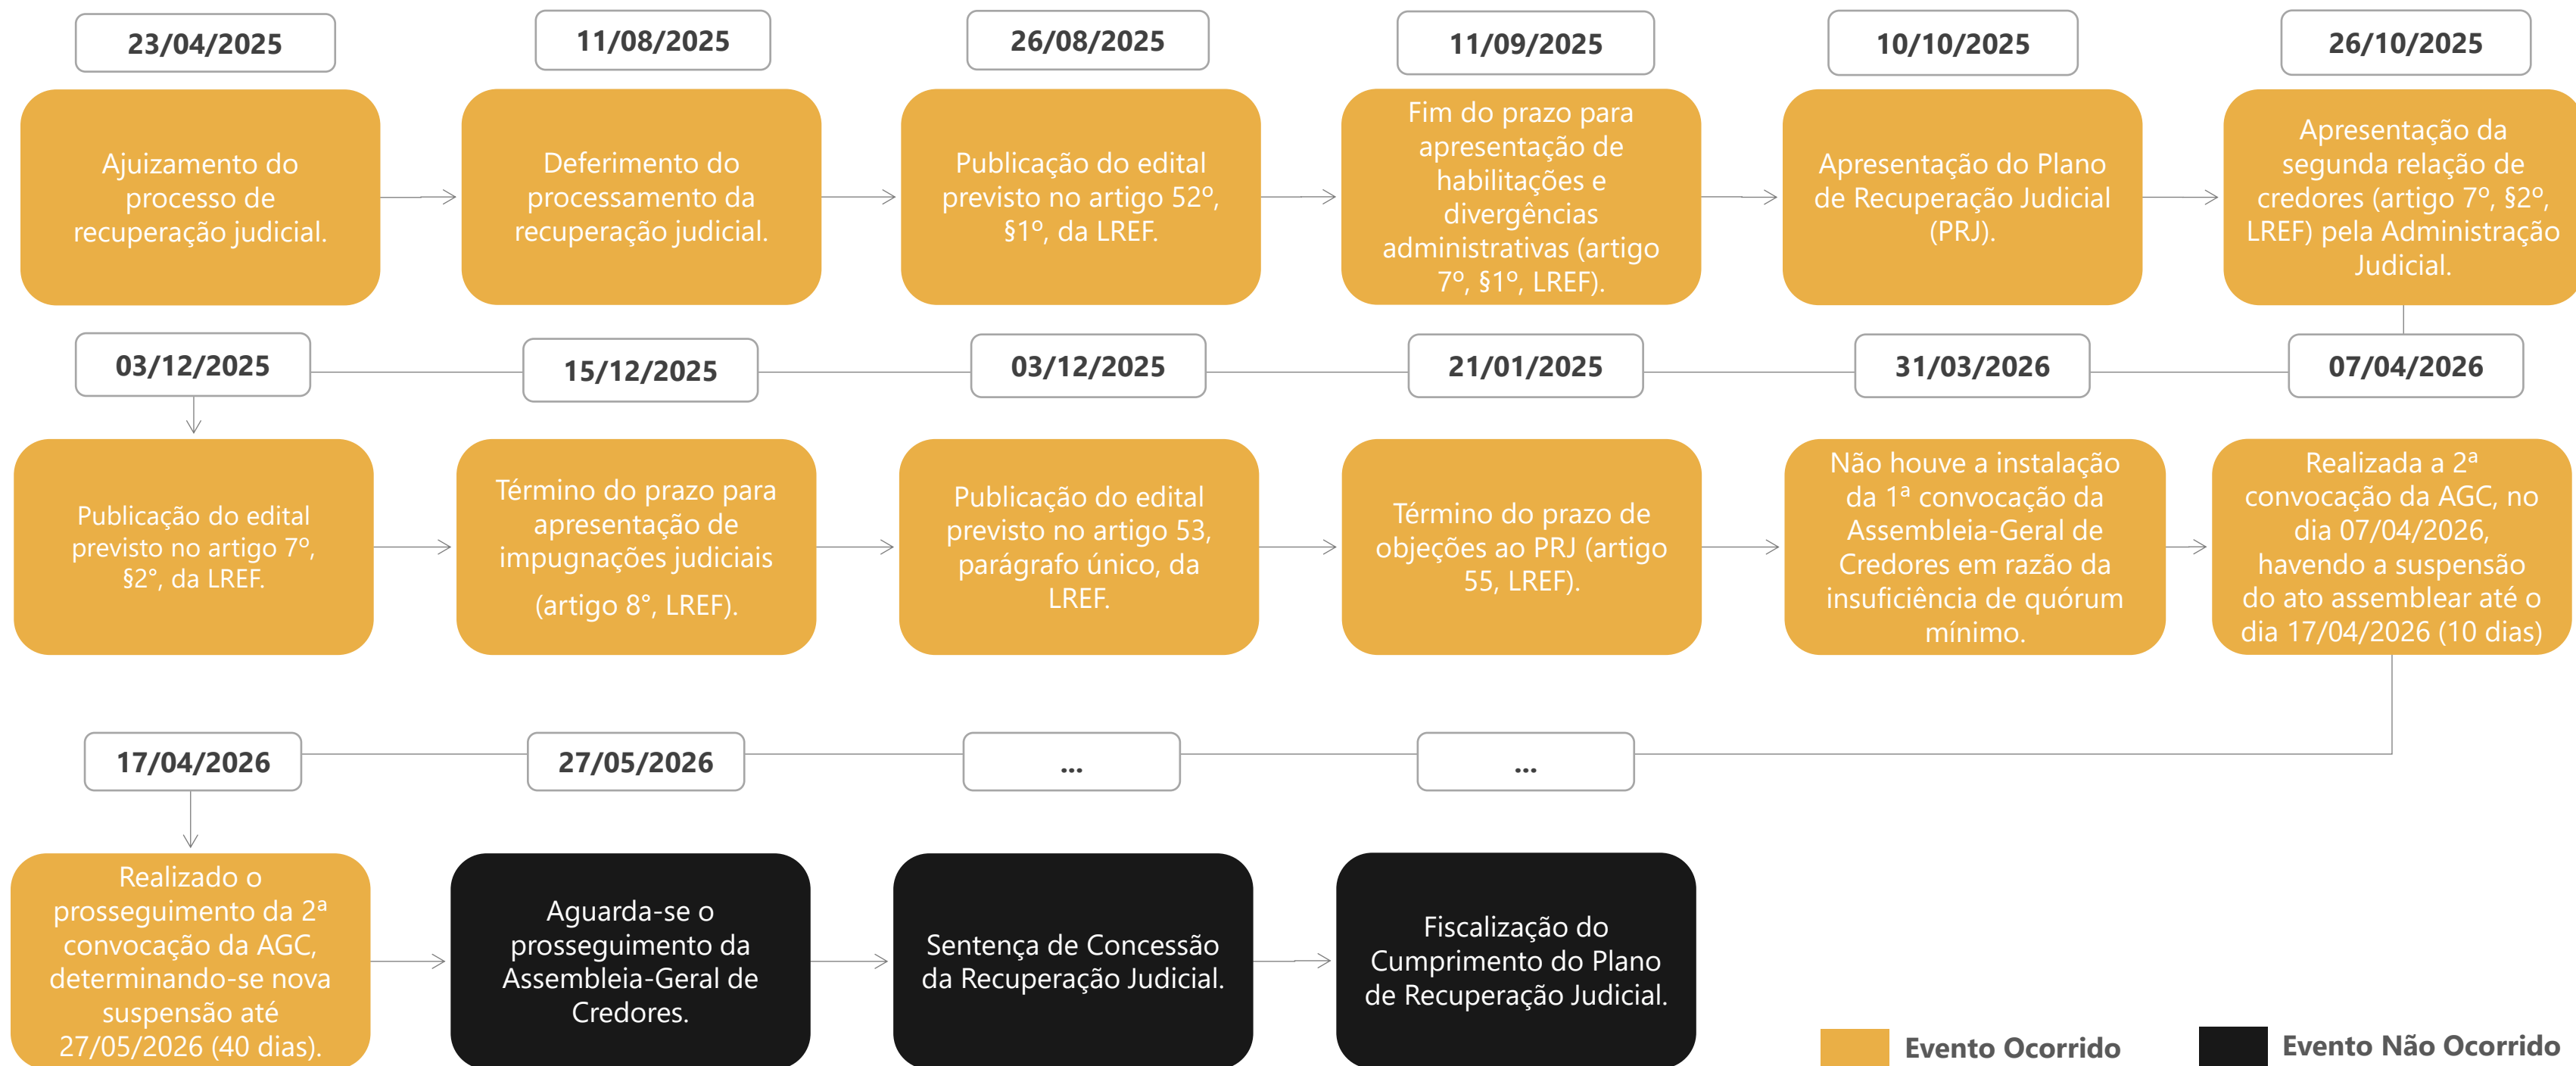 23/04/2025
Ajuizamento do
processo de
recuperação judicial.
11/08/2025
Deferimento do
processamento da
recuperação judicial.
26/08/2025
Publicação do edital
previsto no artigo 52º,
§1º, da LREF.
11/09/2025
Fim do prazo para
apresentação de
habilitações e
divergências
administrativas (artigo
7º, §1º, LREF).
10/10/2025
Apresentação do Plano
de Recuperação Judicial
(PRJ).
26/10/2025
Apresentação da
segunda relação de
credores (artigo 7º, §2º,
LREF) pela Administração
Judicial.
03/12/2025
Publicação do edital
previsto no artigo 7º,
§2°, da LREF.
15/12/2025
Término do prazo para
apresentação de
impugnações judiciais
(artigo 8°, LREF).
03/12/2025
Publicação do edital
previsto no artigo 53,
parágrafo único, da
LREF.
21/01/2025
Término do prazo de
objeções ao PRJ (artigo
55, LREF).
31/03/2026
Não houve a instalação
da 1ª convocação da
Assembleia-Geral de
Credores em razão da
insuficiência de quórum
mínimo.
07/04/2026
Realizada a 2ª
convocação da AGC, no
dia 07/04/2026,
havendo a suspensão
do ato assemblear até o
dia 17/04/2026 (10 dias)
17/04/2026
Realizado o
prosseguimento da 2ª
convocação da AGC,
determinando-se nova
suspensão até
27/05/2026 (40 dias).
27/05/2026
Aguarda-se o
prosseguimento da
Assembleia-Geral de
Credores.
...
Sentença de Concessão
da Recuperação Judicial.
...
Fiscalização do
Cumprimento do Plano
de Recuperação Judicial.
Evento Ocorrido
Evento Não Ocorrido